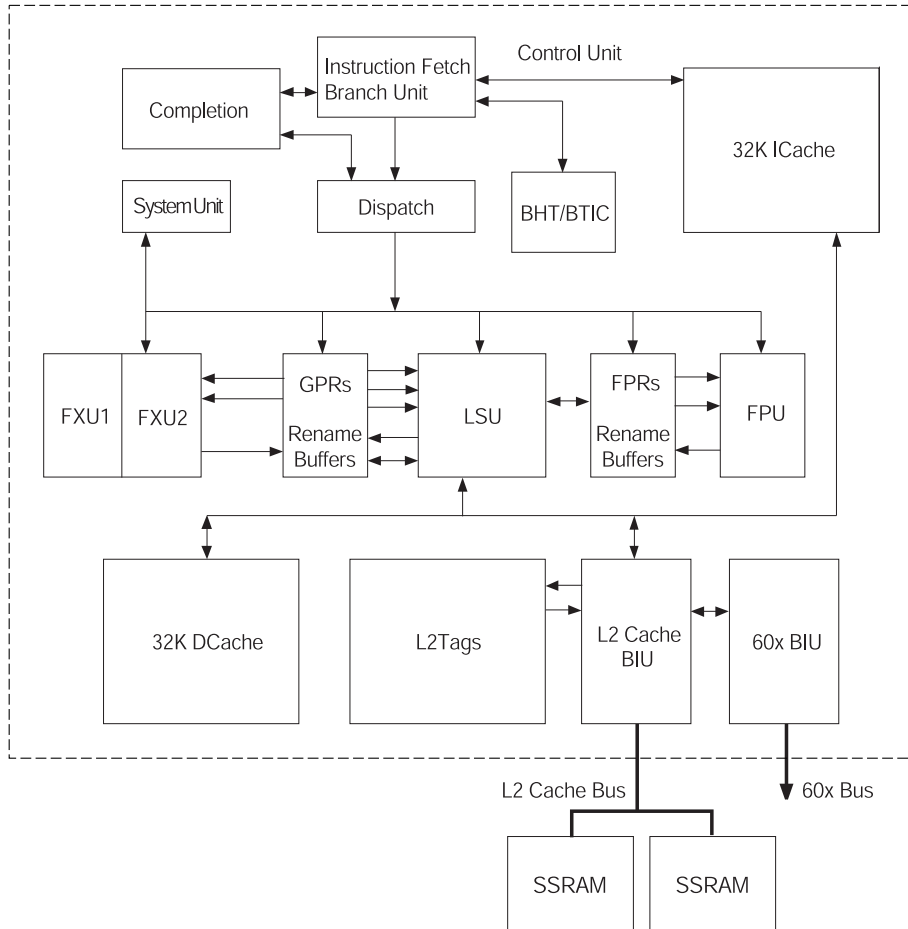 Control Unit
Instruction Fetch
Branch Unit
Completion
32K ICache
System Unit
Dispatch
BHT/BTIC
FXU1
FXU2
GPRs
Rename
Buffers
LSU
FPRs
Rename
Buffers
FPU
32K DCache
L2Tags
L2 Cache
BIU
60x BIU
L2 Cache Bus
60x Bus
SSRAM
SSRAM